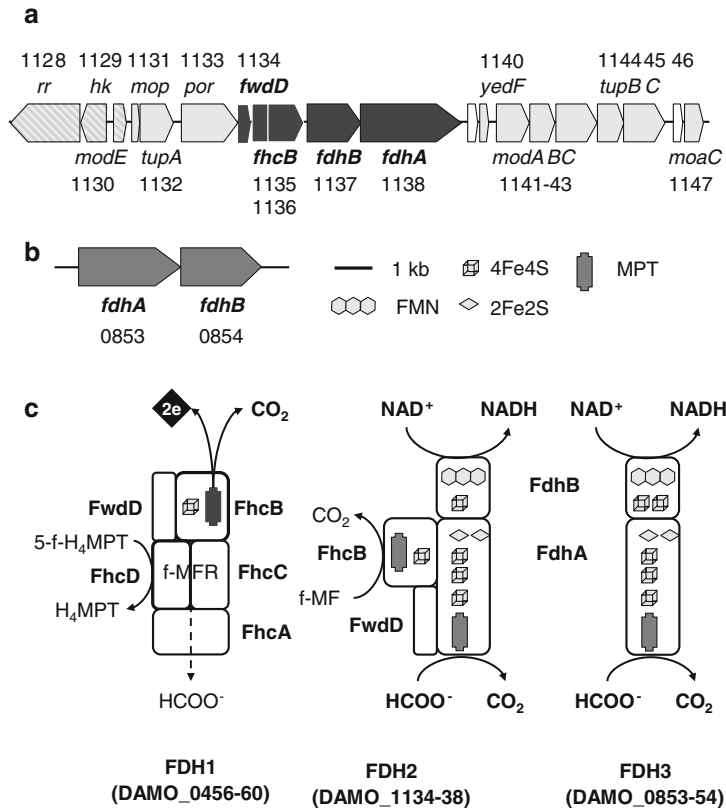 a
1128 1129 1131 1133 1134 1140 1144 45 46
rr hk mop por fwdD yedF tupB C
modE tupA fhcB fdhB fdhA modA BC moaC
1130 1132 1135 1137 1138 1141-43 1147
1136
b
1 kb 4Fe4S MPT
FMN 2Fe2S
fdhA fdhB
0853 0854
c
2e CO2 NAD+ NADH NAD+ NADH
FwdD FhcB FdhB
5-f-H4MPT CO2
FhcB FdhA
FhcD f-MFR FhcC
f-MF
H4MPT FwdD
FhcA
HCOO- HCOO- CO2 HCOO- CO2
FDH1 FDH2 FDH3
(DAMO_0456-60) (DAMO_1134-38) (DAMO_0853-54)